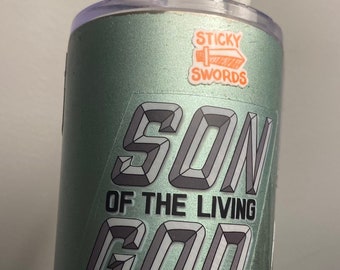 STICKY
SWORDS
SON
OF THE LIVING
GOD